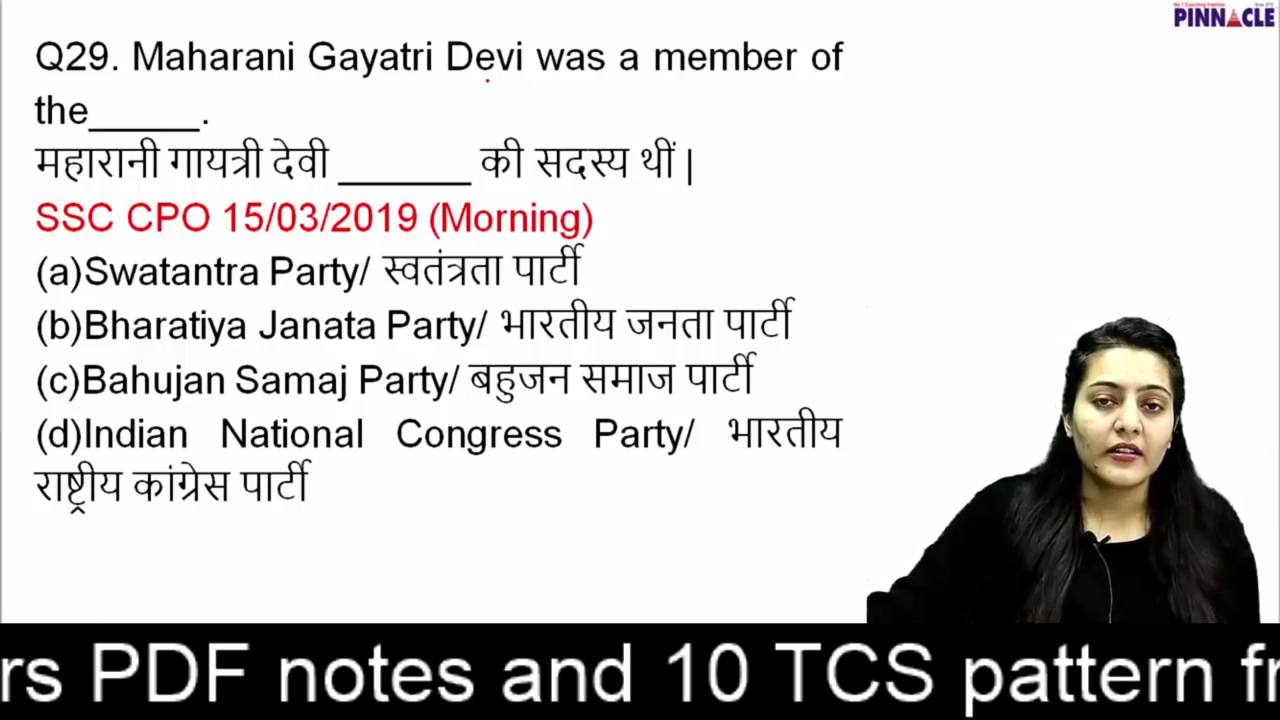 PINNACLE
Q29. Maharani Gayatri Devi was a member of
the_____.
महारानी गायत्री देवी ______ की सदस्य थीं |
SSC CPO 15/03/2019 (Morning)
(a)Swatantra Party/ स्वतंत्रता पार्टी
(b)Bharatiya Janata Party/ भारतीय जनता पार्टी
(c)Bahujan Samaj Party/ बहुजन समाज पार्टी
(d)Indian National Congress Party/ भारतीय
राष्ट्रीय कांग्रेस पार्टी
rs PDF notes and 10 TCS pattern fr